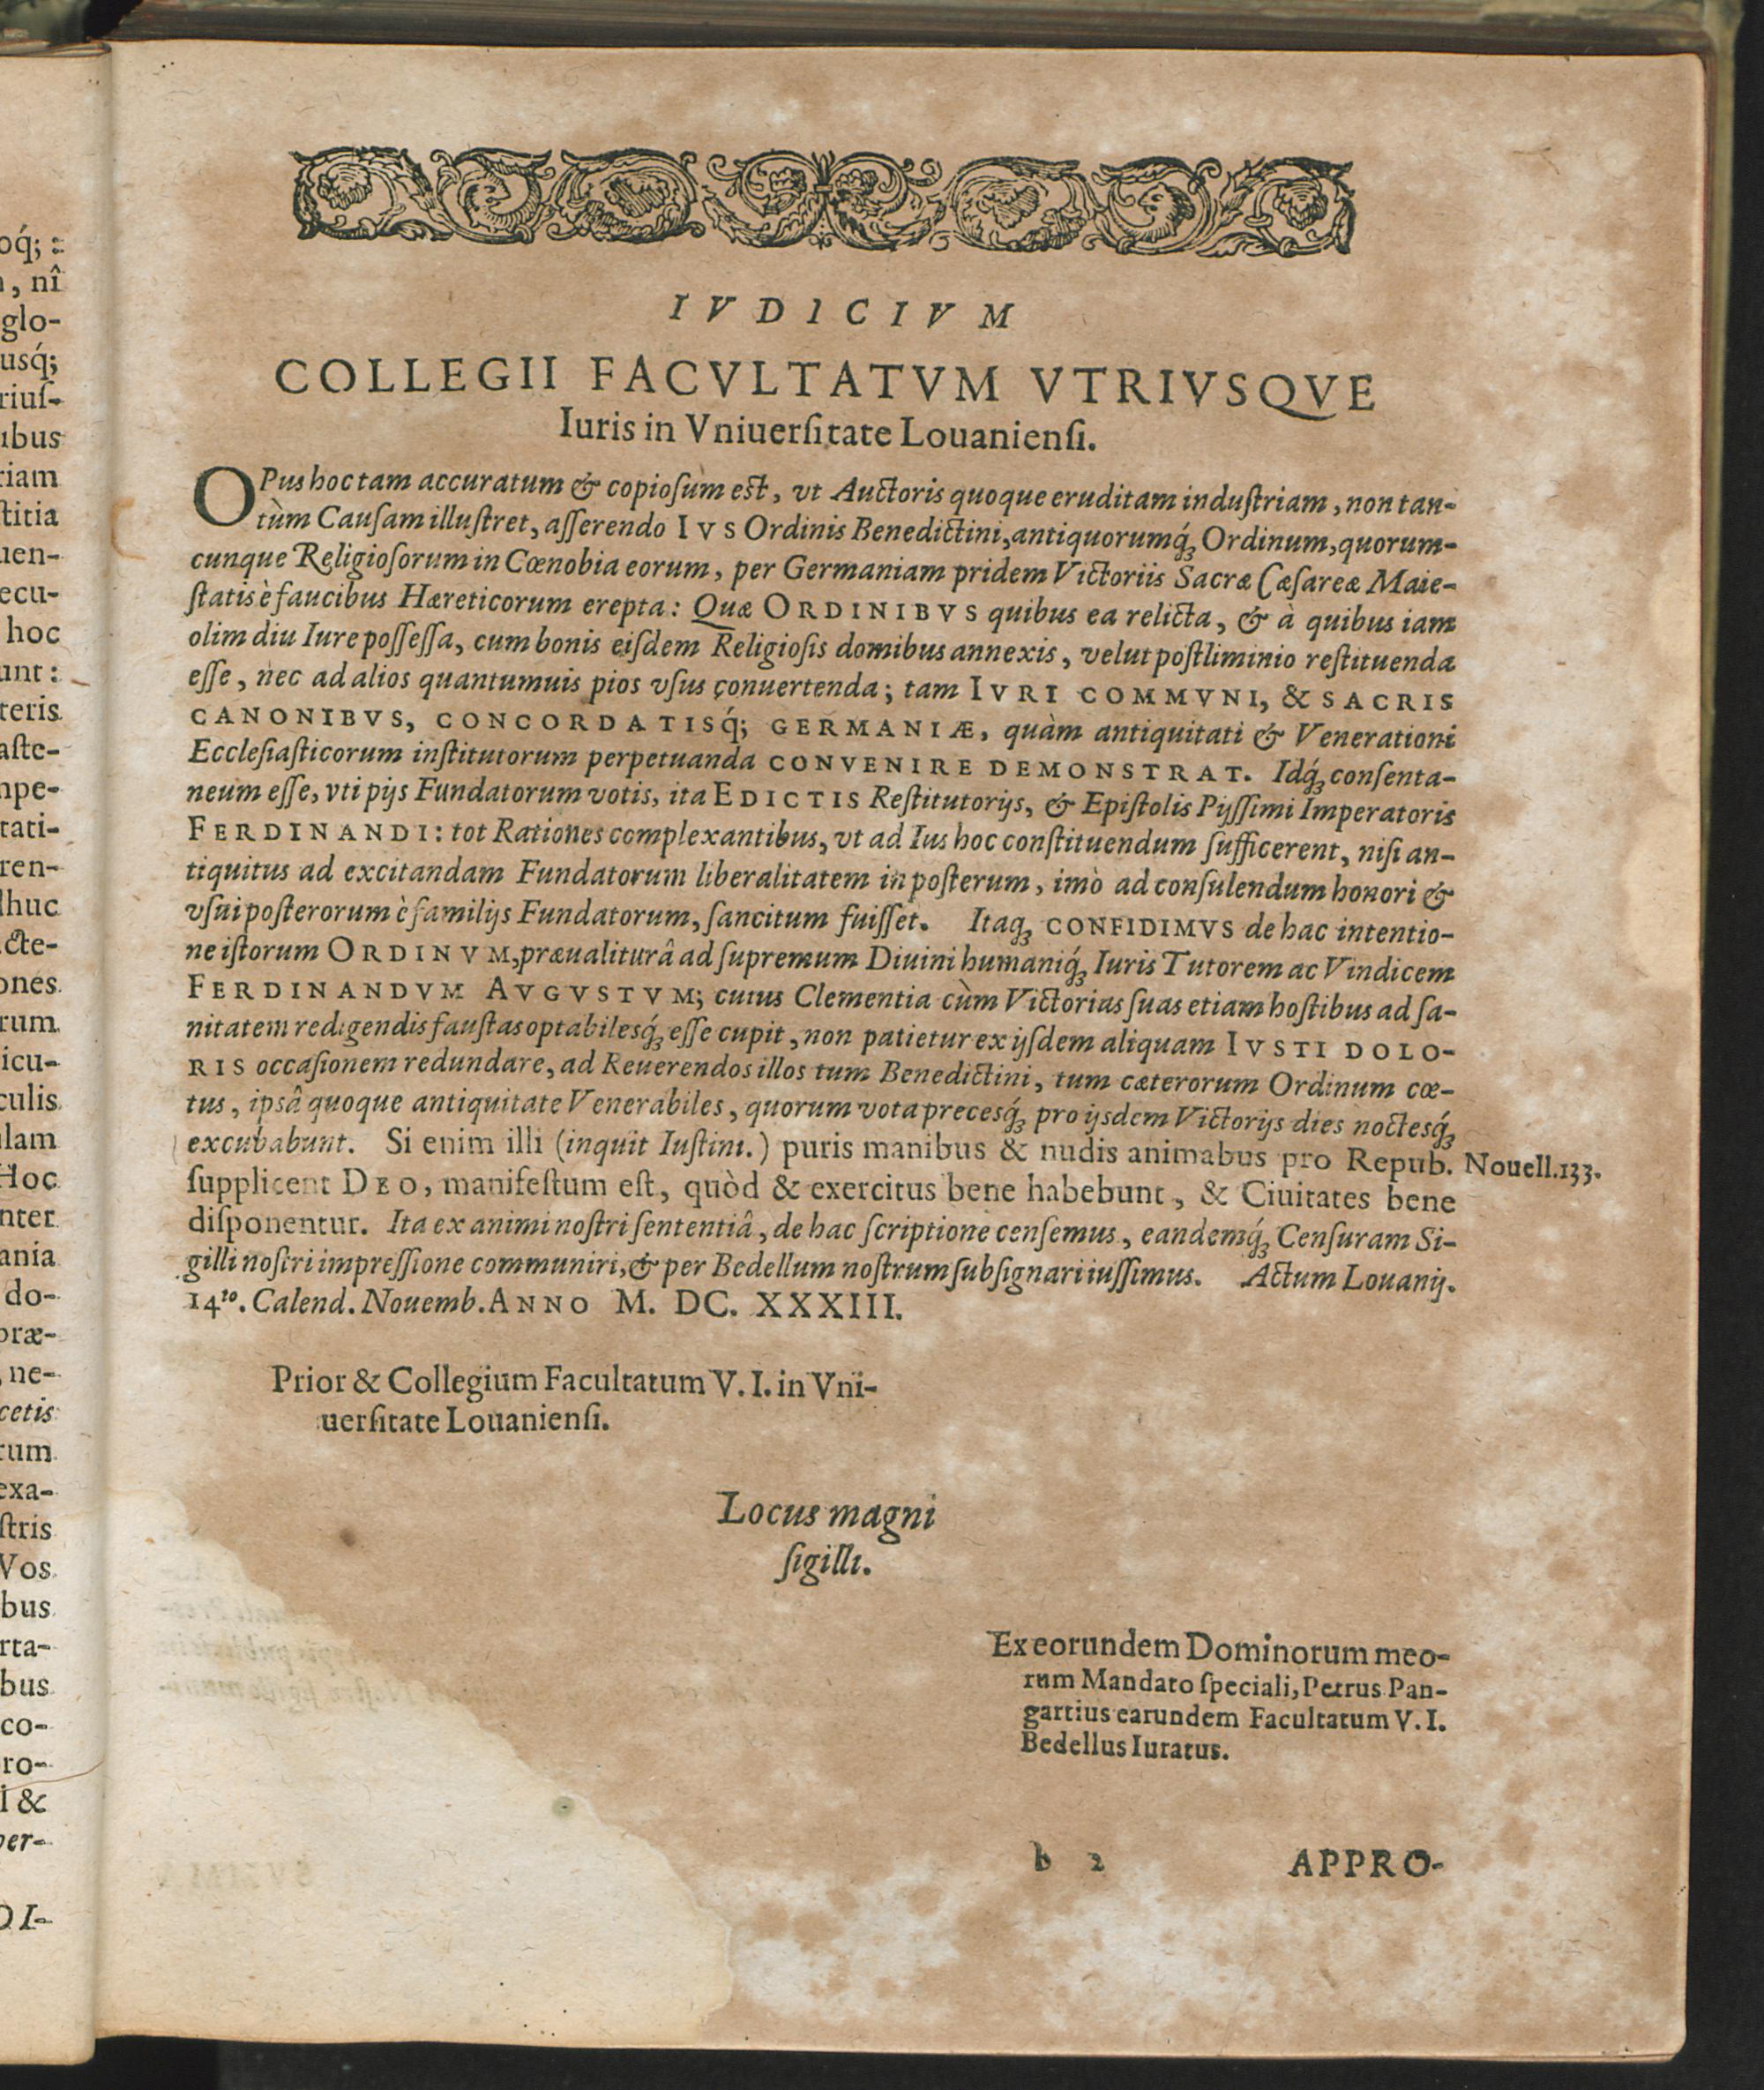 IVDICIVM
COLLEGII FACVLTATVM VTRIVSQVE
Iuris in Vniuerſitate Louanienſi.
OPus hoc tam accuratum & copioſum est, vt Auctoris quoque eruditam induſtriam, non tan-
tùm Cauſam illuſtret, aſſerendo IVS Ordinis Benedictini, antiquorumq́ꝫ Ordinum, quorum-
cunque Religioſorum in Cœnobia eorum, per Germaniam pridem Victoriis Sacræ Cæſareæ Maie-
ſtatis è faucibus Hæreticorum erepta: Quæ ORDINIBVS quibus ea relicta, & à quibus iam
olim diu Iure poſſeſſa, cum bonis eiſdem Religioſis domibus annexis, velut poſtliminio reſtituenda
eſſe, nec ad alios quantumuis pios vſus conuertenda; tam IVRI COMMVNI, & SACRIS
CANONIBVS, CONCORDATISq́; GERMANIÆ, quàm antiquitati & Venerationi
Eccleſiaſticorum inſtitutorum perpetuanda CONVENIRE DEMONSTRAT. Idq́ꝫ conſenta-
neum eſſe, vti pijs Fundatorum votis, ita EDICTIS Reſtitutorijs, & Epiſtolis Pijſſimi Imperatoris
FERDINANDI: tot Rationes complexantibus, vt ad Ius hoc conſtituendum ſufficerent, niſi an-
tiquitus ad excitandam Fundatorum liberalitatem in poſterum, imò ad conſulendum honori &
vſui poſterorum è familijs Fundatorum, ſancitum fuiſſet. Itaqꝫ CONFIDIMVS de hac intentio-
ne iſtorum ORDINVM, præualiturâ ad ſupremum Diuini humaniq́ꝫ Iuris Tutorem ac Vindicem
FERDINANDVM AVGVSTVM; cuius Clementia cùm Victorias ſuas etiam hoſtibus ad ſa-
nitatem redigendis fauſtas optabilesq́ꝫ eſſe cupit, non patietur ex ijſdem aliquam IVSTI DOLO-
RIS occaſionem redundare, ad Reuerendos illos tum Benedictini, tum cæterorum Ordinum cœ-
tus, ipsâ quoque antiquitate Venerabiles, quorum vota precesq́ꝫ pro ijsdem Victorijs dies noctesq́ꝫ
excubabunt. Si enim illi (inquit Iuſtini.) puris manibus & nudis animabus pro Repub. Nouell.133.
ſupplicent DEO, manifeſtum eſt, quòd & exercitus bene habebunt, & Ciuitates bene
diſponentur. Ita ex animi noſtri ſententiâ, de hac ſcriptione cenſemus, eandemq́ꝫ Cenſuram Si-
gilli noſtri impreſſione communiri, & per Bedellum noſtrum ſubſignari iuſſimus. Actum Louanij.
14ᵗᵒ. Calend. Nouemb. ANNO M. DC. XXXIII.
Prior & Collegium Facultatum V. I. in Vni-
uerſitate Louanienſi.
Locus magni
ſigilli.
Ex eorundem Dominorum meo-
rum Mandato ſpeciali, Petrus Pan-
gartius earundem Facultatum V. I.
Bedellus Iuratus.
b 2 APPRO-